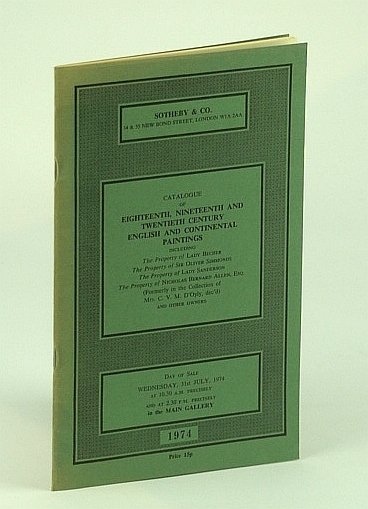 SOTHEBY & CO.
34 & 35 NEW BOND STREET, LONDON W1A 2AA
CATALOGUE
OF
EIGHTEENTH, NINETEENTH AND
TWENTIETH CENTURY
ENGLISH AND CONTINENTAL
PAINTINGS
INCLUDING
The Property of LADY BECHER
The Property of SIR OLIVER SIMMONDS
The Property of LADY SANDERSON
The Property of NICHOLAS BERNARD ALLEN, ESQ.
(Formerly in the Collection of
MRS. C. V. M. D'Oply, dec'd)
AND OTHER OWNERS
DAY OF SALE
WEDNESDAY, 31st JULY, 1974
AT 10.30 A.M. PRECISELY
AND AT 2.30 P.M. PRECISELY
in the MAIN GALLERY
1974
Price 15p